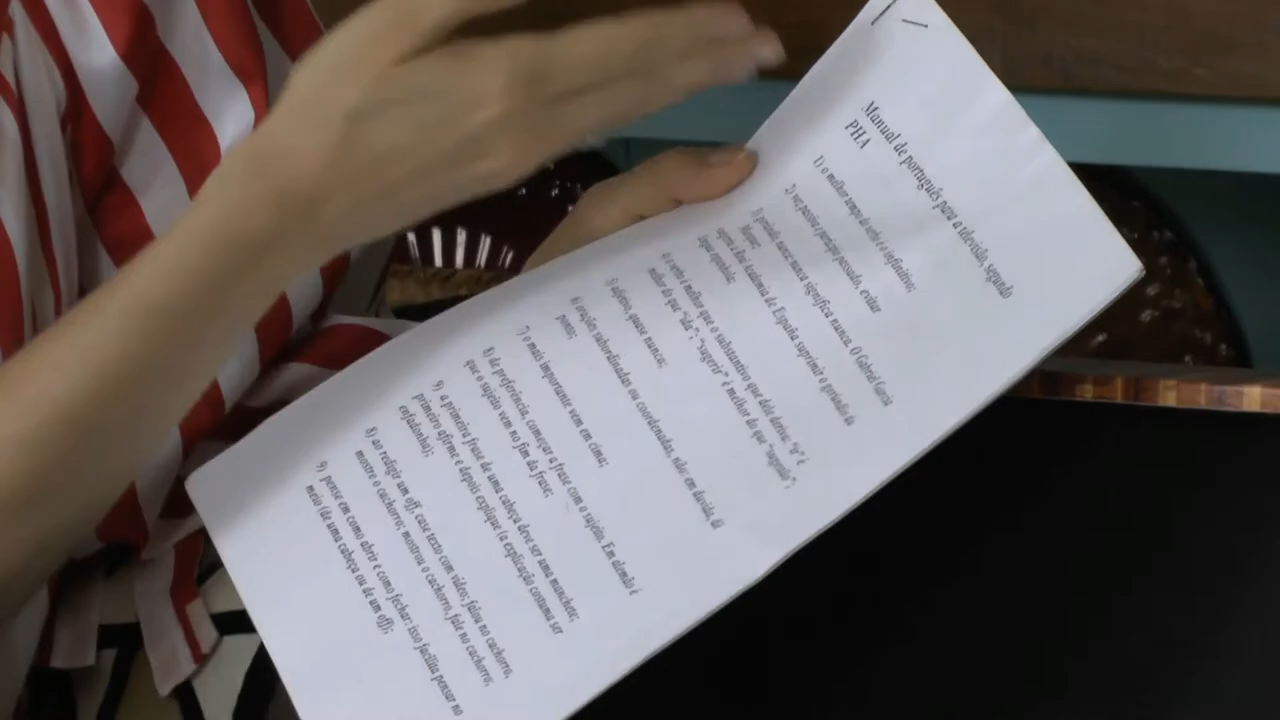 Manual de português para a televisão, segundo
PHA
1) o melhor tempo do verbo é o infinitivo;
2) voz passiva e particípio passado, evitar
3) gerúndio, nunca; nunca significa nunca. O Gabriel Garcia
Marquez
sugeriu à Real Academia de España suprimir o gerúndio da
língua espanhola;
4) o verbo é melhor que o substantivo que dele deriva: "ir" é
melhor do que "ida"; "sugerir" é melhor do que "sugestão";
5) adjetivo, quase nunca;
6) orações subordinadas ou coordenadas, não: em dúvida,
ponto;
7) o mais importante vem em cima;
8) de preferência, começar a frase com o sujeito. Em alemão é
que o sujeito vem no fim da frase;
9) a primeira frase de uma cabeça deve ser uma manchete;
primeiro afirme e depois explique (a explicação costuma ser
enfadonha);
8) ao redigir um off, case texto com vídeo; falou no cachorro,
mostre o cachorro; mostrou o cachorro, fale no cachorro;
9) pense em como abrir e como fechar; isso facilita pensar no
meio (de uma cabeça ou de um off);